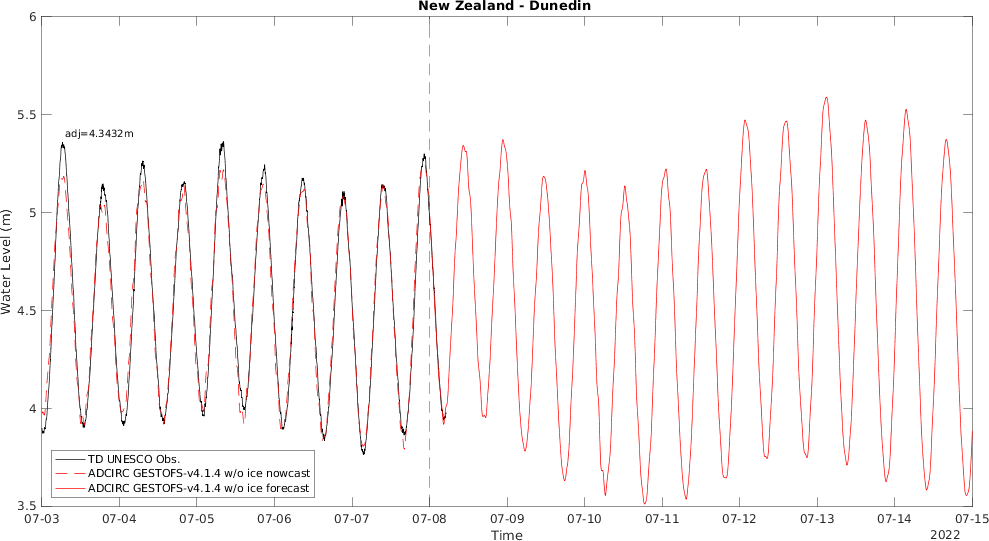 New Zealand - Dunedin
6
5.5
5
4.5
4
3.5
Water Level (m)
adj=4.3432m
TD UNESCO Obs.
ADCIRC GESTOFS-v4.1.4 w/o ice nowcast
ADCIRC GESTOFS-v4.1.4 w/o ice forecast
07-03 07-04 07-05 07-06 07-07 07-08 07-09 07-10 07-11 07-12 07-13 07-14 07-15
Time
2022